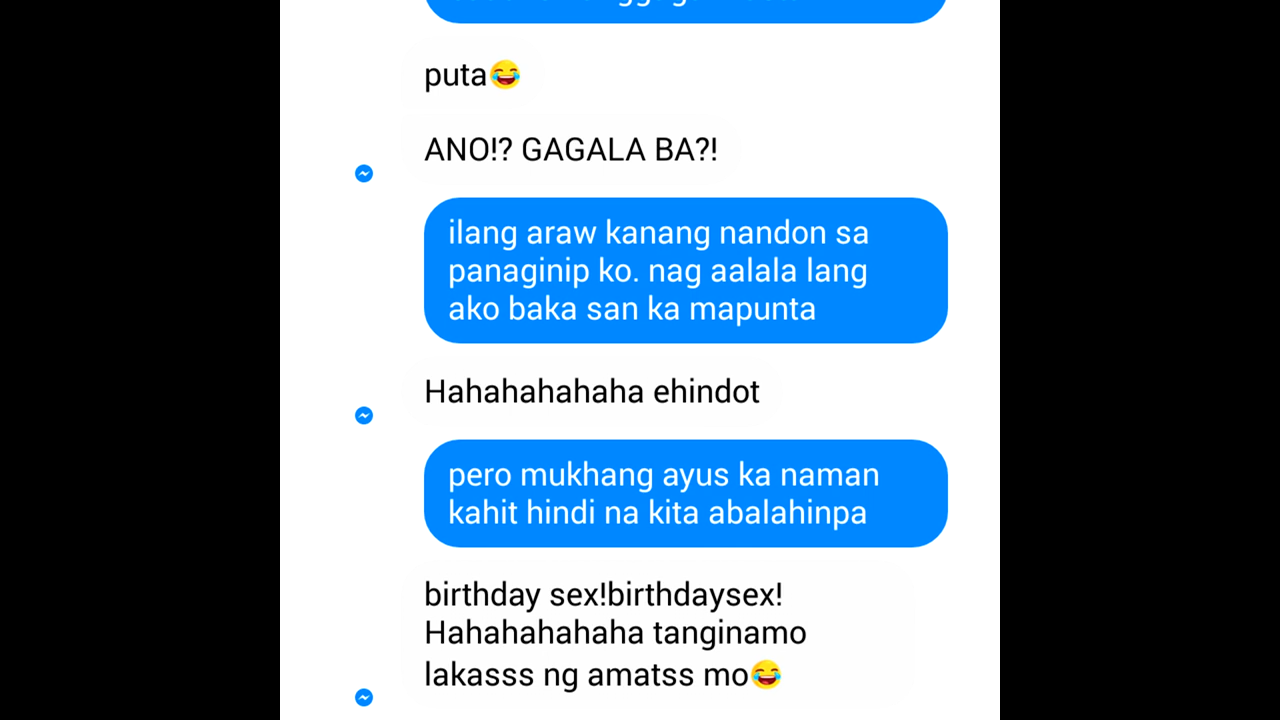 puta😂
ANO!? GAGALA BA?!
ilang araw kanang nandon sa
panaginip ko. nag aalala lang
ako baka san ka mapunta
Hahahahahaha ehindot
pero mukhang ayus ka naman
kahit hindi na kita abalahinpa
birthday sex!birthdaysex!
Hahahahahaha tanginamo
lakasss ng amatss mo😂